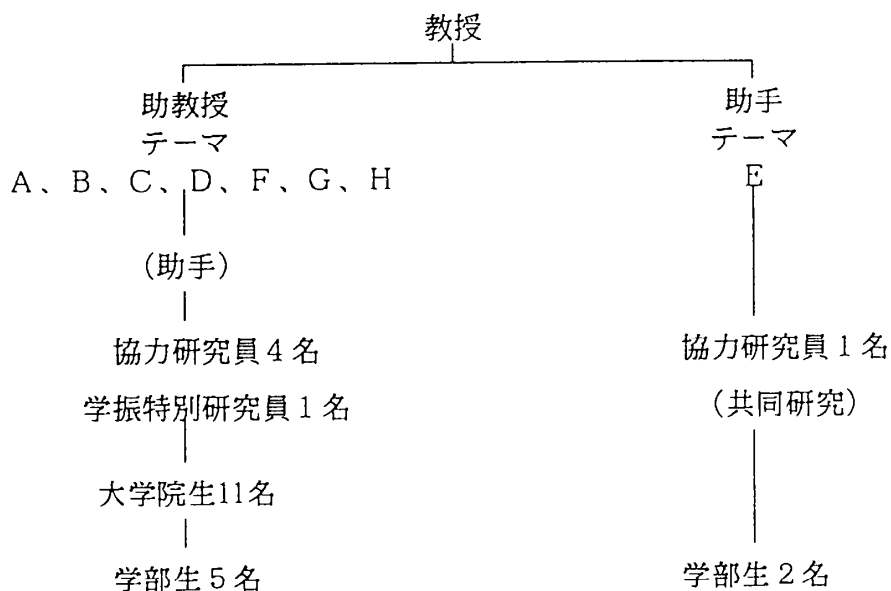 教授
助教授
テーマ
A、B、C、D、F、G、H
(助手)
協力研究員4名
学振特別研究員1名
大学院生11名
学部生5名
助手
テーマ
E
協力研究員1名
(共同研究)
学部生2名